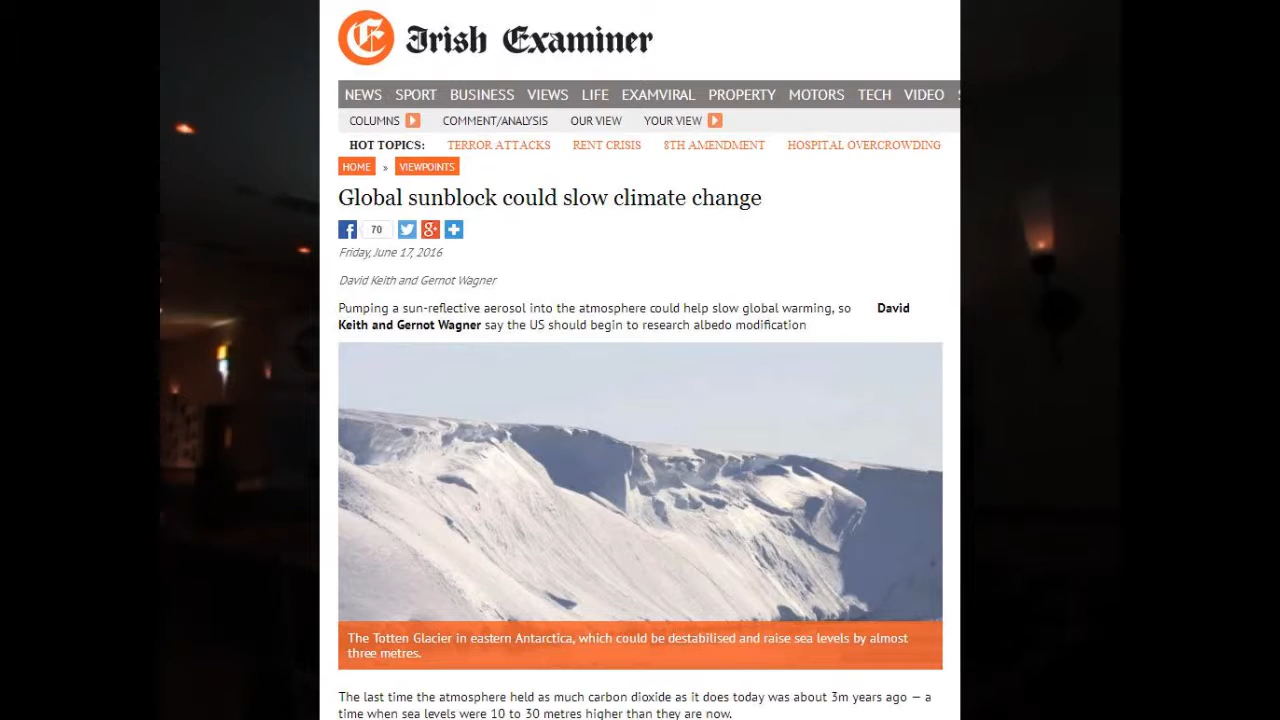 E Irish Examiner
NEWS SPORT BUSINESS VIEWS LIFE EXAMVIRAL PROPERTY MOTORS TECH VIDEO
COLUMNS COMMENT/ANALYSIS OUR VIEW YOUR VIEW
HOT TOPICS: TERROR ATTACKS RENT CRISIS 8TH AMENDMENT HOSPITAL OVERCROWDING
HOME » VIEWPOINTS
Global sunblock could slow climate change
f 70 g+
Friday, June 17, 2016
David Keith and Gernot Wagner
Pumping a sun-reflective aerosol into the atmosphere could help slow global warming, so David
Keith and Gernot Wagner say the US should begin to research albedo modification
The Totten Glacier in eastern Antarctica, which could be destabilised and raise sea levels by almost
three metres.
The last time the atmosphere held as much carbon dioxide as it does today was about 3m years ago — a
time when sea levels were 10 to 30 metres higher than they are now.